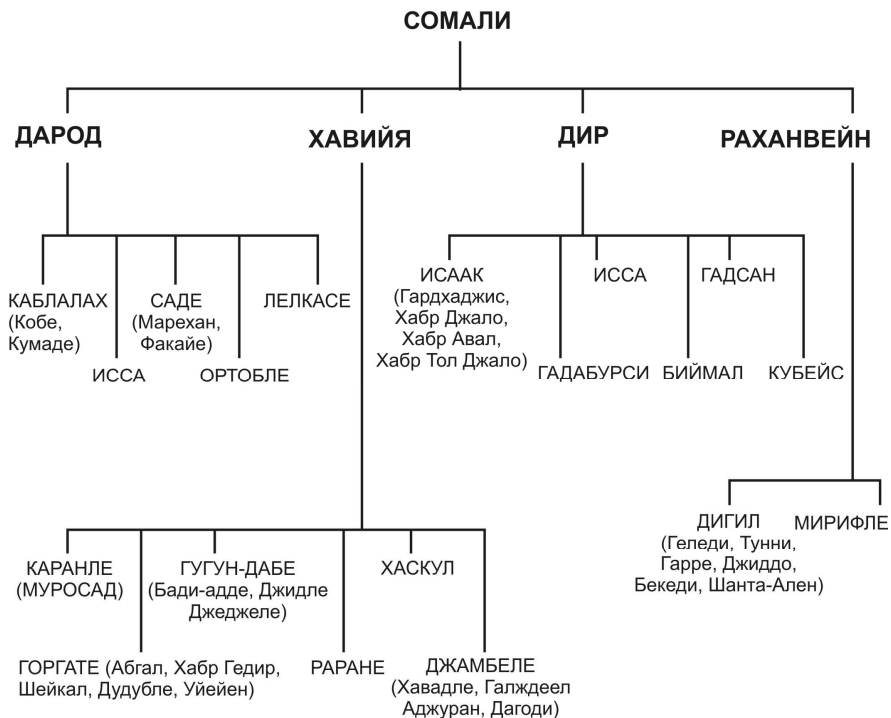 СОМАЛИ
ДАРОД
ХАВИЙЯ
ДИР
РАХАНВЕЙН
КАБЛАЛАХ
(Кобе,
Кумаде)
ИССА
САДЕ
(Марехан,
Факайе)
ОРТОБЛЕ
ЛЕЛКАСЕ
ИСААК
(Гардхаджис,
Хабр Джало,
Хабр Авал,
Хабр Тол Джало)
ГАДАБУРСИ
ИССА
БИЙМАЛ
ГАДСАН
КУБЕЙС
КАРАНЛЕ
(МУРОСАД)
ГОРГАТЕ (Абгал, Хабр Гедир,
Шейкал, Дудубле, Уйейен)
ГУГУН-ДАБЕ
(Бади-адде, Джидле
Джеджеле)
РАРАНЕ
ХАСКУЛ
ДЖАМБЕЛЕ
(Хавадле, Галждеел
Аджуран, Дагоди)
ДИГИЛ
(Геледи, Тунни,
Гарре, Джиддо,
Бекеди, Шанта-Ален)
МИРИФЛЕ